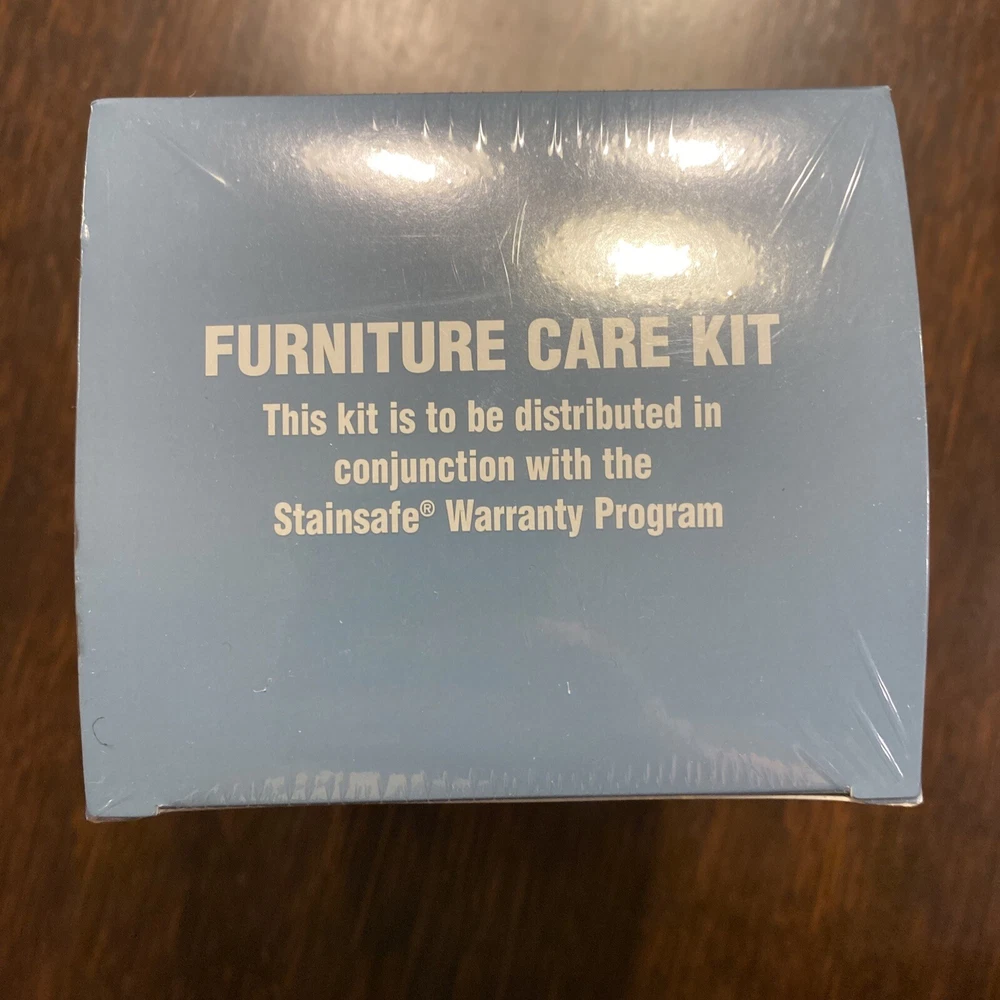 FURNITURE CARE KIT
This kit is to be distributed in
conjunction with the
Stainsafe® Warranty Program